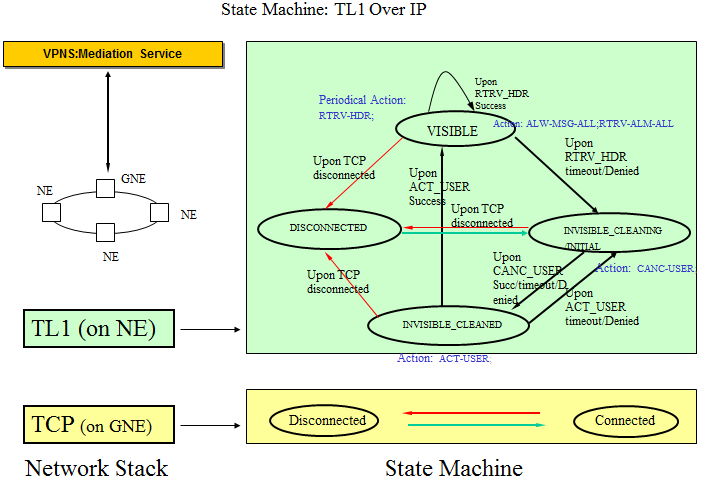 State Machine: TL1 Over IP
VPNS:Mediation Service
GNE
NE
NE
NE
Upon
RTRV_HDR
Success
Periodical Action:
RTRV-HDR;
VISIBLE
Action: ALW-MSG-ALL;RTRV-ALM-ALL
Upon
RTRV_HDR
timeout/Denied
Upon TCP
disconnected
Upon
ACT_USER
Success
Upon TCP
disconnected
DISCONNECTED
INVISIBLE_CLEANING
/INITIAL
Upon TCP
disconnected
Upon
CANC_USER
Succ/timeout/D
enied
Action: CANC-USER
Upon
ACT_USER
timeout/Denied
INVISIBLE_CLEANED
Action: ACT-USER;
TL1 (on NE)
TCP (on GNE)
Disconnected
Connected
Network Stack
State Machine